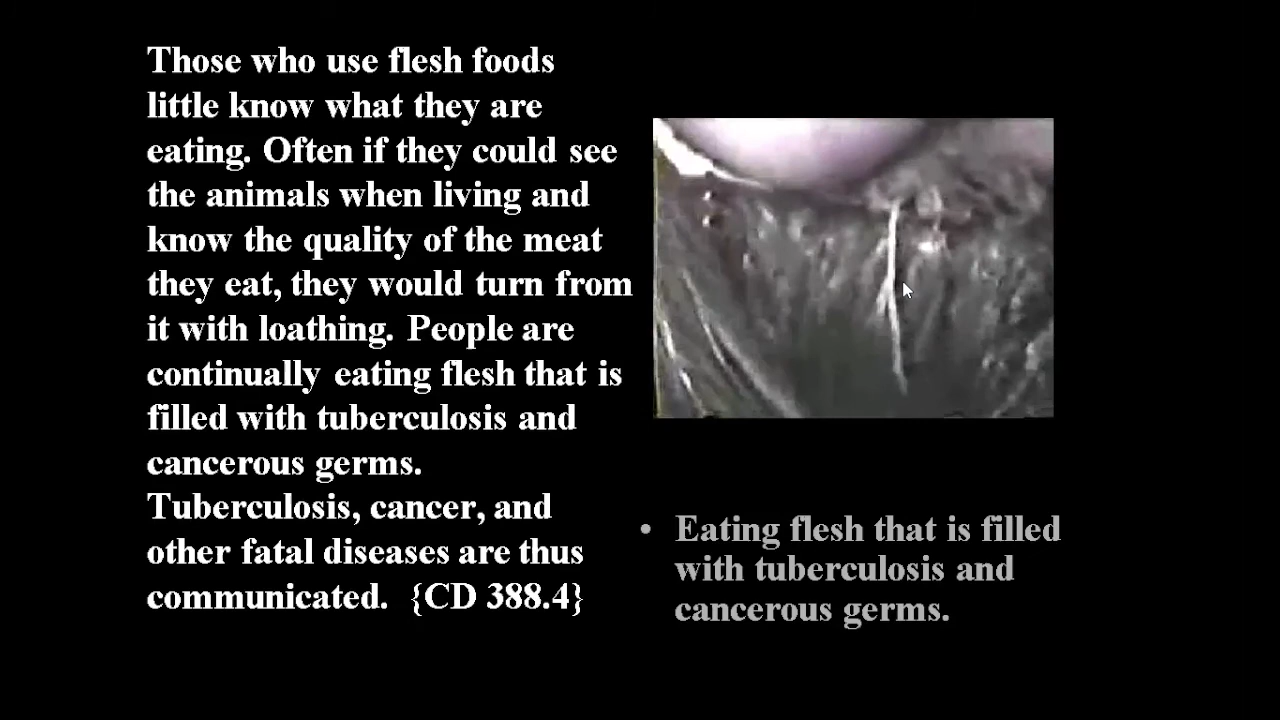 Those who use flesh foods
little know what they are
eating. Often if they could see
the animals when living and
know the quality of the meat
they eat, they would turn from
it with loathing. People are
continually eating flesh that is
filled with tuberculosis and
cancerous germs.
Tuberculosis, cancer, and
other fatal diseases are thus
communicated. {CD 388.4}
• Eating flesh that is filled
with tuberculosis and
cancerous germs.